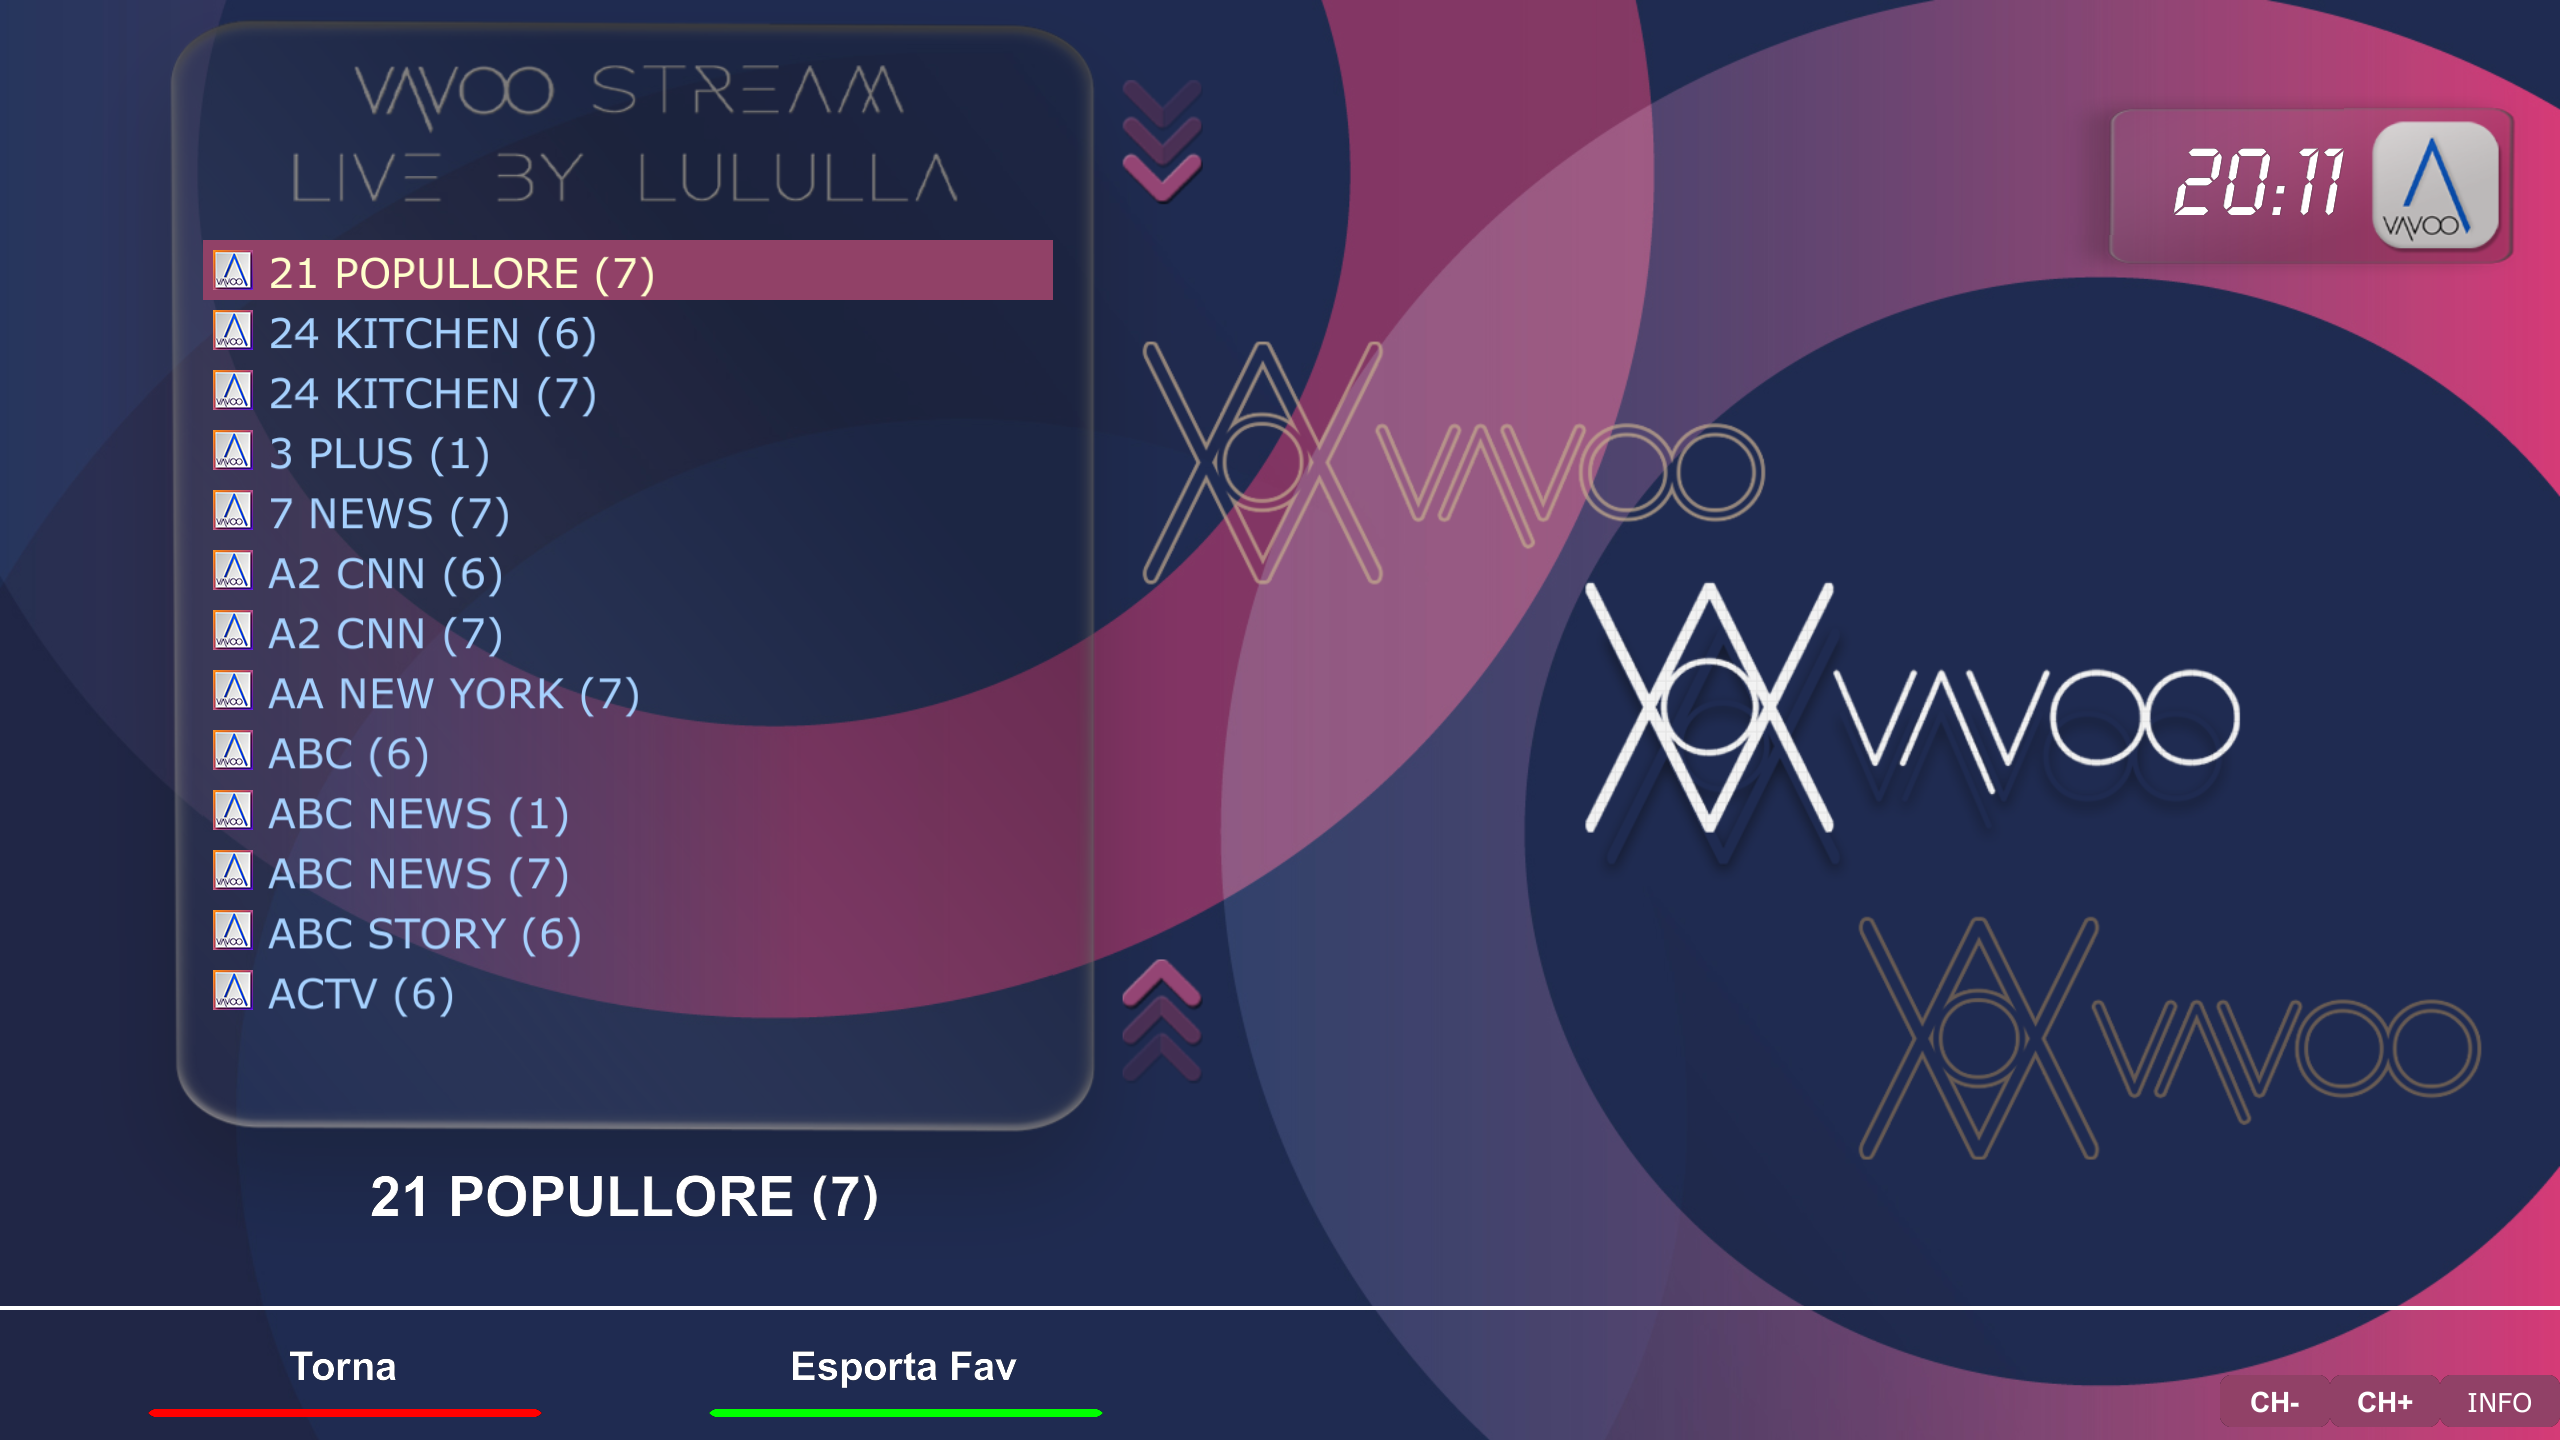 VAVOO STREAM
LIVE BY LULULLA
20:11
VAVOO
21 POPULLORE (7)
24 KITCHEN (6)
24 KITCHEN (7)
3 PLUS (1)
7 NEWS (7)
A2 CNN (6)
A2 CNN (7)
AA NEW YORK (7)
ABC (6)
ABC NEWS (1)
ABC NEWS (7)
ABC STORY (6)
ACTV (6)
VAVOO
VAVOO
VAVOO
21 POPULLORE (7)
Torna
Esporta Fav
CH-
CH+
INFO